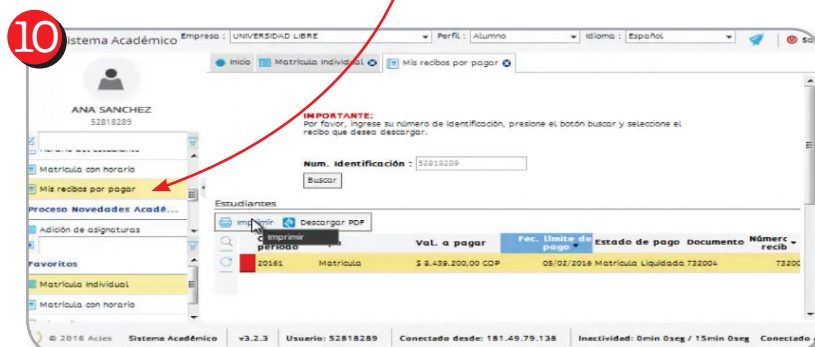 10
Sistema Académico Empresa : UNIVERSIDAD LIBRE Perfil : Alumno Idioma : Español
Inicio Matrícula Individual Mis recibos por pagar
ANA SANCHEZ
52818289
IMPORTANTE:
Por favor, ingrese su número de identificación, presione el botón buscar y seleccione el
recibo que desea descargar.
Matrícula con horario
Num. Identificación : 52818289
Mis recibos por pagar
Buscar
Proceso Novedades Acadé...
Estudiantes
Adición de asignaturas
Imprimir Descargar PDF
Imprimir
periodo Val. a pagar Fec. límite de pago Estado de pago Documento Númerc recib
Favoritos
20161 Matrícula $ 8.439.200,00 COP 05/02/2016 Matrícula Liquidada 732004 7320
Matrícula Individual
Matrícula con horario
© 2016 Acies Sistema Académico v3.2.3 Usuario: 52818289 Conectado desde: 181.49.79.138 Inactividad: 0min 0seg / 15min 0seg Conectado